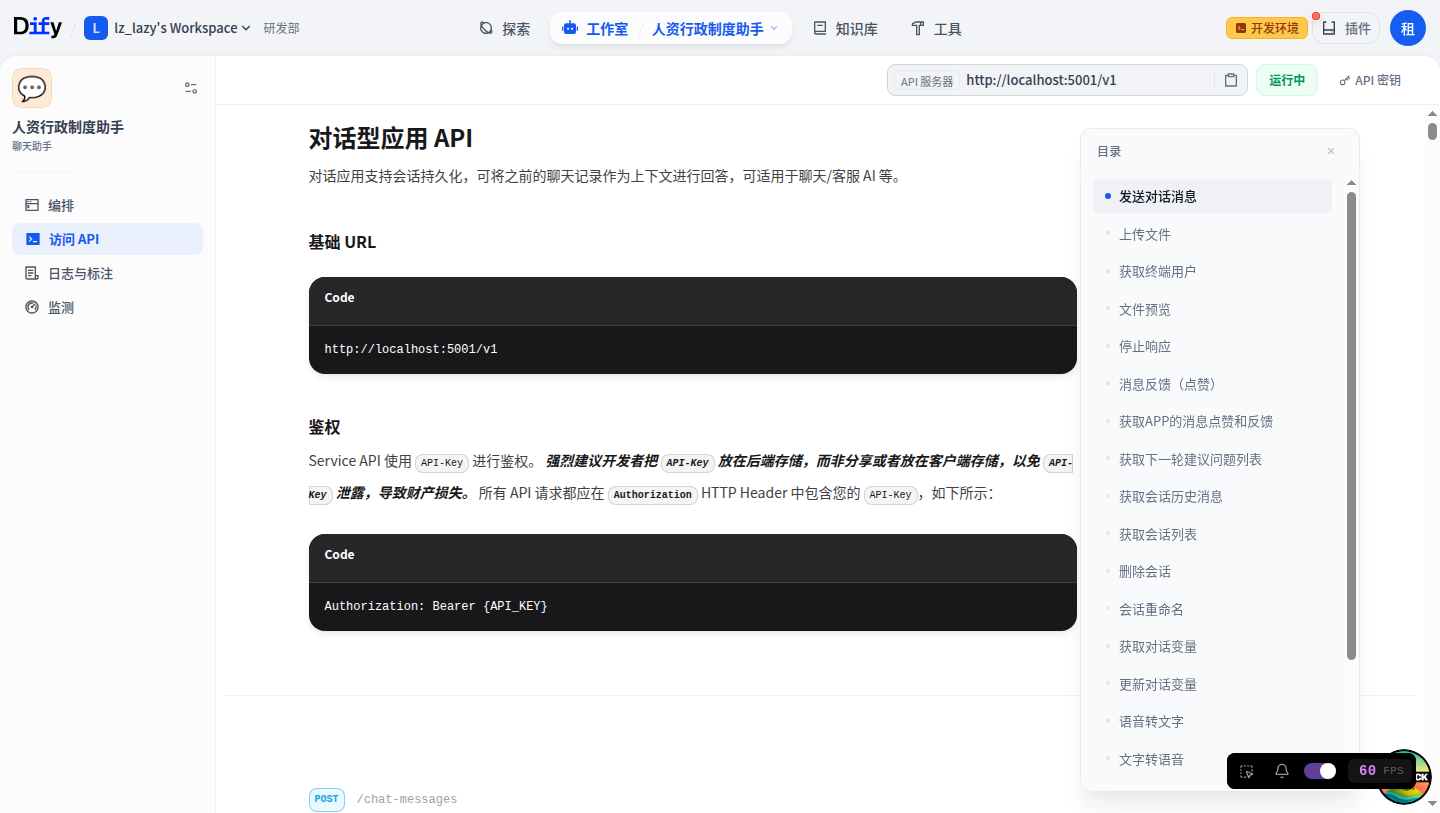 Dify
/
L
lz_lazy's Workspace
研发部
探索
工作室
/
人资行政制度助手
知识库
工具
开发环境
插件
租
人资行政制度助手
聊天助手
编排
访问 API
日志与标注
监测
API 服务器
http://localhost:5001/v1
运行中
API 密钥
对话型应用 API
对话应用支持会话持久化，可将之前的聊天记录作为上下文进行回答，可适用于聊天/客服 AI 等。
基础 URL
Code
http://localhost:5001/v1
鉴权
Service API 使用 API-Key 进行鉴权。 强烈建议开发者把 API-Key 放在后端存储，而非分享或者放在客户端存储，以免 API-
Key 泄露，导致财产损失。 所有 API 请求都应在 Authorization HTTP Header 中包含您的 API-Key，如下所示：
Code
Authorization: Bearer {API_KEY}
POST /chat-messages
目录
×
发送对话消息
上传文件
获取终端用户
文件预览
停止响应
消息反馈（点赞）
获取APP的消息点赞和反馈
获取下一轮建议问题列表
获取会话历史消息
获取会话列表
删除会话
会话重命名
获取对话变量
更新对话变量
语音转文字
文字转语音
60 FPS
CK